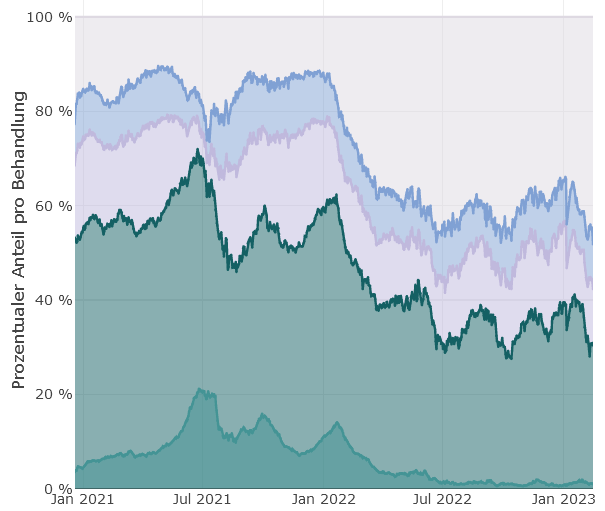 Prozentualer Anteil pro Behandlung
100 %
80 %
60 %
40 %
20 %
0 %
Jan 2021
Jul 2021
Jan 2022
Jul 2022
Jan 2023